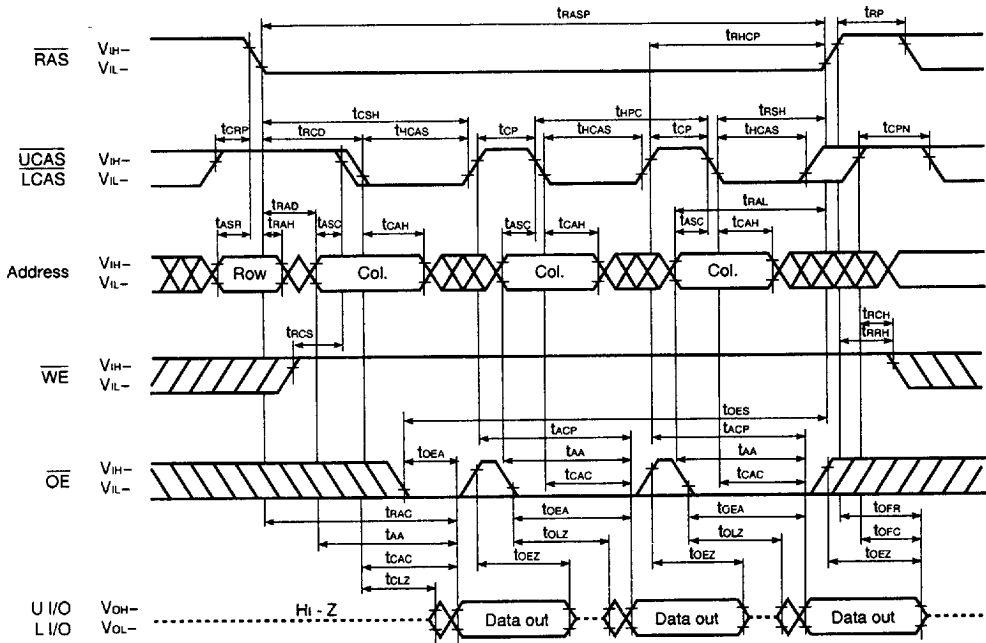 tRASP tRP
tRHCP
RAS VIH–
VIL–
tCSH tHPC tRSH
tCRP tRCD tHCAS tCP tHCAS tCP tHCAS tCPN
UCAS VIH–
LCAS VIL–
tRAD tRAL
tASR tRAH tASC tCAH tASC tCAH tASC tCAH
Address VIH–
VIL–
Row Col. Col. Col.
tRCS tRCH
tRRH
WE VIH–
VIL–
tOES
tACP tACP
tOEA tAA tAA
OE VIH–
VIL–
tCAC tCAC
tRAC tOEA tOEA tOFR
tAA tOLZ tOLZ tOFC
tCAC tOEZ tOEZ tOEZ
tCLZ
U I/O VOH–
L I/O VOL–
HI - Z Data out Data out Data out